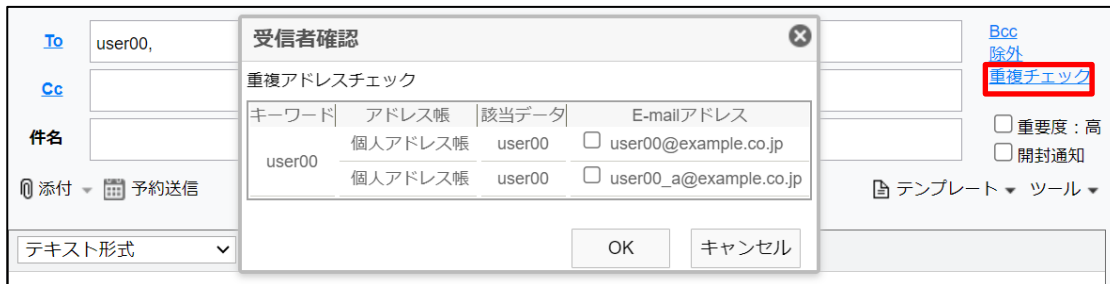 To user00,
Cc
件名
添付 予約送信
テキスト形式
受信者確認
重複アドレスチェック
キーワード アドレス帳 該当データ E-mailアドレス
user00 個人アドレス帳 user00 user00@example.co.jp
個人アドレス帳 user00 user00_a@example.co.jp
OK キャンセル
Bcc
除外
重複チェック
重要度：高
開封通知
テンプレート ツール